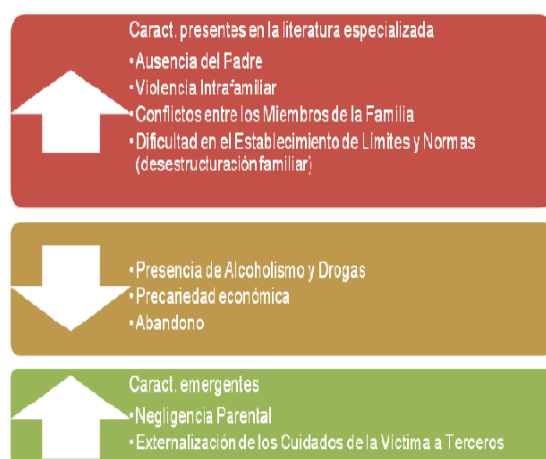 Caract. presentes en la literatura especializada
•Ausencia del Padre
•Violencia Intrafamiliar
•Conflictos entre los Miembros de la Familia
•Dificultad en el Establecimiento de Límites y Normas
(desestructuración familiar)
•Presencia de Alcoholismo y Drogas
•Precariedad económica
•Abandono
Caract. emergentes
•Negligencia Parental
•Externalización de los Cuidados de la Víctima a Terceros